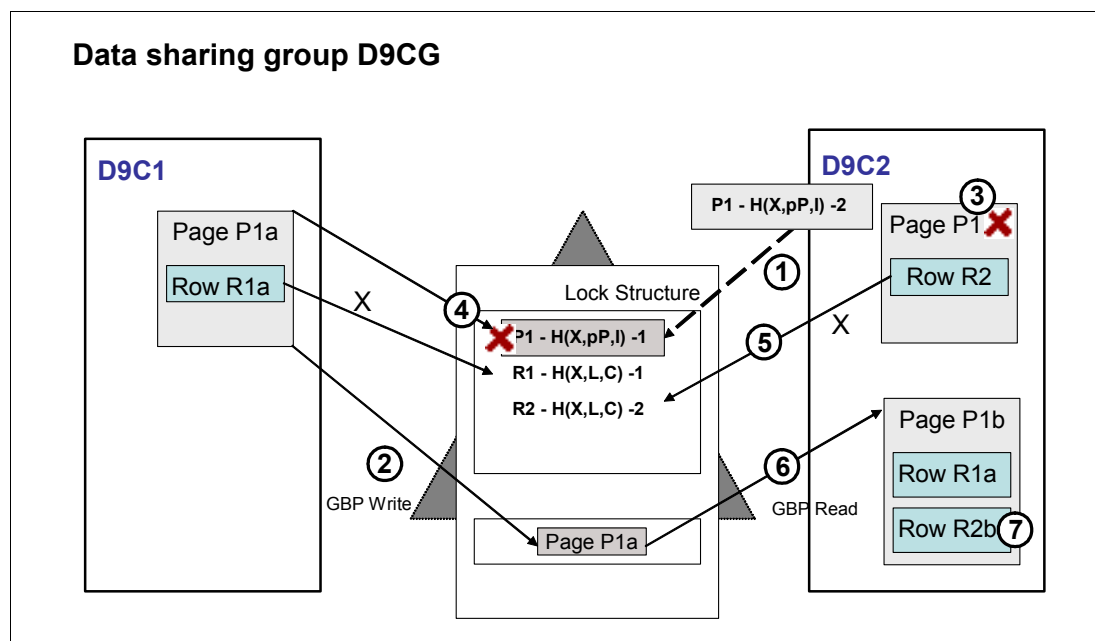 Data sharing group D9CG
D9C1
Page P1a
Row R1a
X
2
GBP Write
4
Lock Structure
P1 - H(X,pP,I) -1
R1 - H(X,L,C) -1
R2 - H(X,L,C) -2
Page P1a
P1 - H(X,pP,I) -2
1
5
X
6
GBP Read
D9C2
3
Page P1
Row R2
Page P1b
Row R1a
Row R2b
7